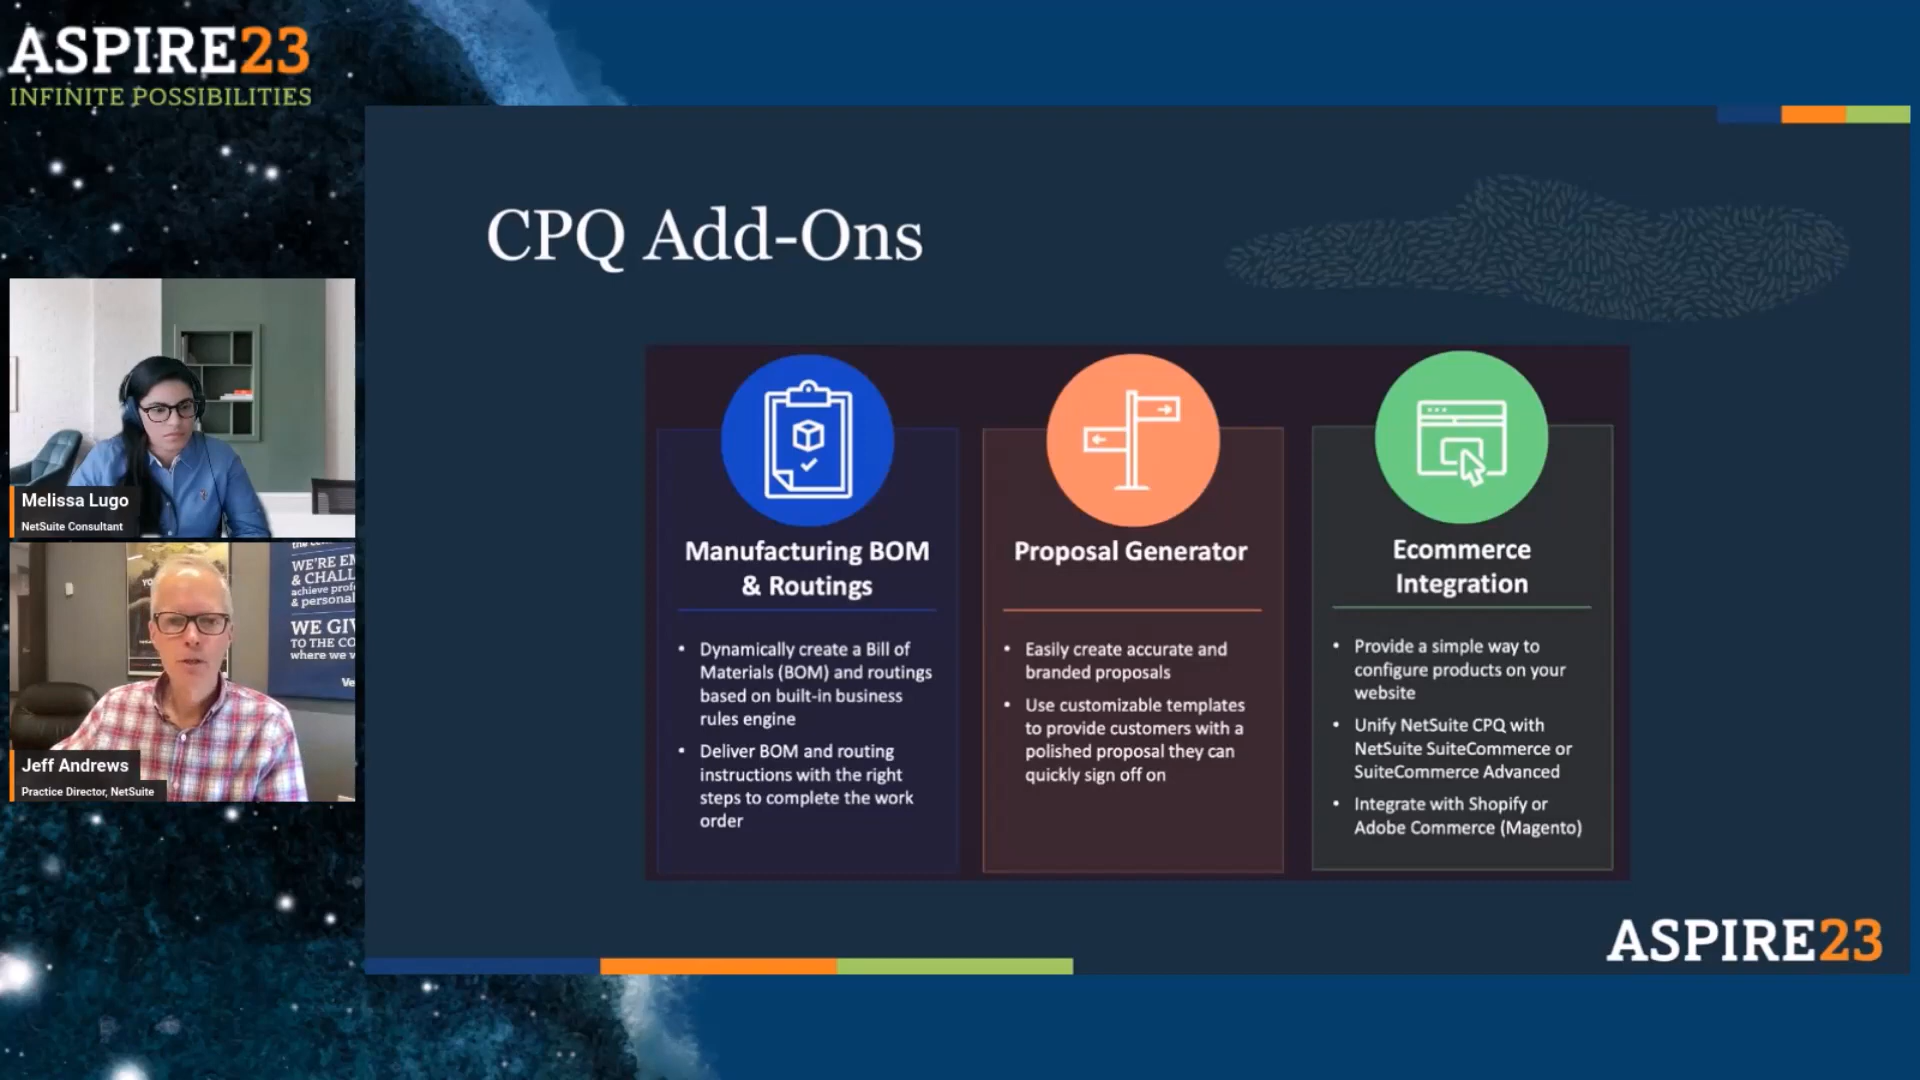 ASPIRE23
INFINITE POSSIBILITIES
CPQ Add-Ons
Manufacturing BOM
& Routings
• Dynamically create a Bill of
Materials (BOM) and routings
based on built-in business
rules engine
• Deliver BOM and routing
instructions with the right
steps to complete the work
order
Proposal Generator
• Easily create accurate and
branded proposals
• Use customizable templates
to provide customers with a
polished proposal they can
quickly sign off on
Ecommerce
Integration
• Provide a simple way to
configure products on your
website
• Unify NetSuite CPQ with
NetSuite SuiteCommerce or
SuiteCommerce Advanced
• Integrate with Shopify or
Adobe Commerce (Magento)
ASPIRE23
Melissa Lugo
NetSuite Consultant
WE'RE
& CHALL
achieve prof
& personal
WE GIV
TO THE CO
where we
Jeff Andrews
Practice Director, NetSuite